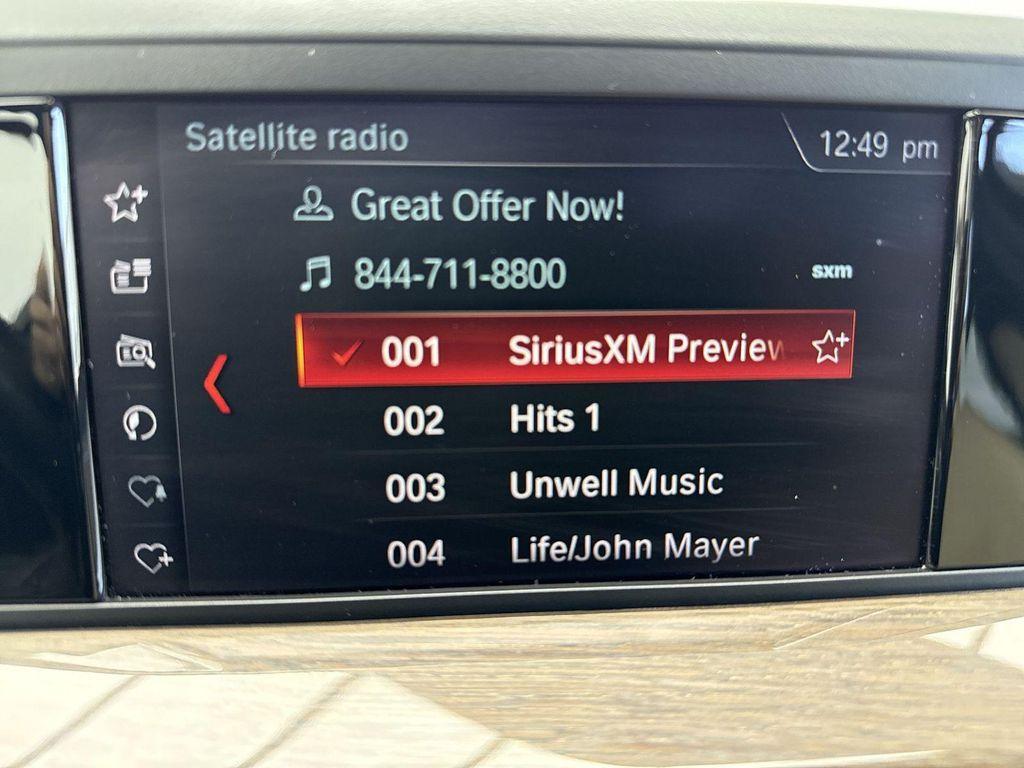 Satellite radio
12:49 pm
Great Offer Now!
844-711-8800
sxm
001 SiriusXM Preview
002 Hits 1
003 Unwell Music
004 Life/John Mayer